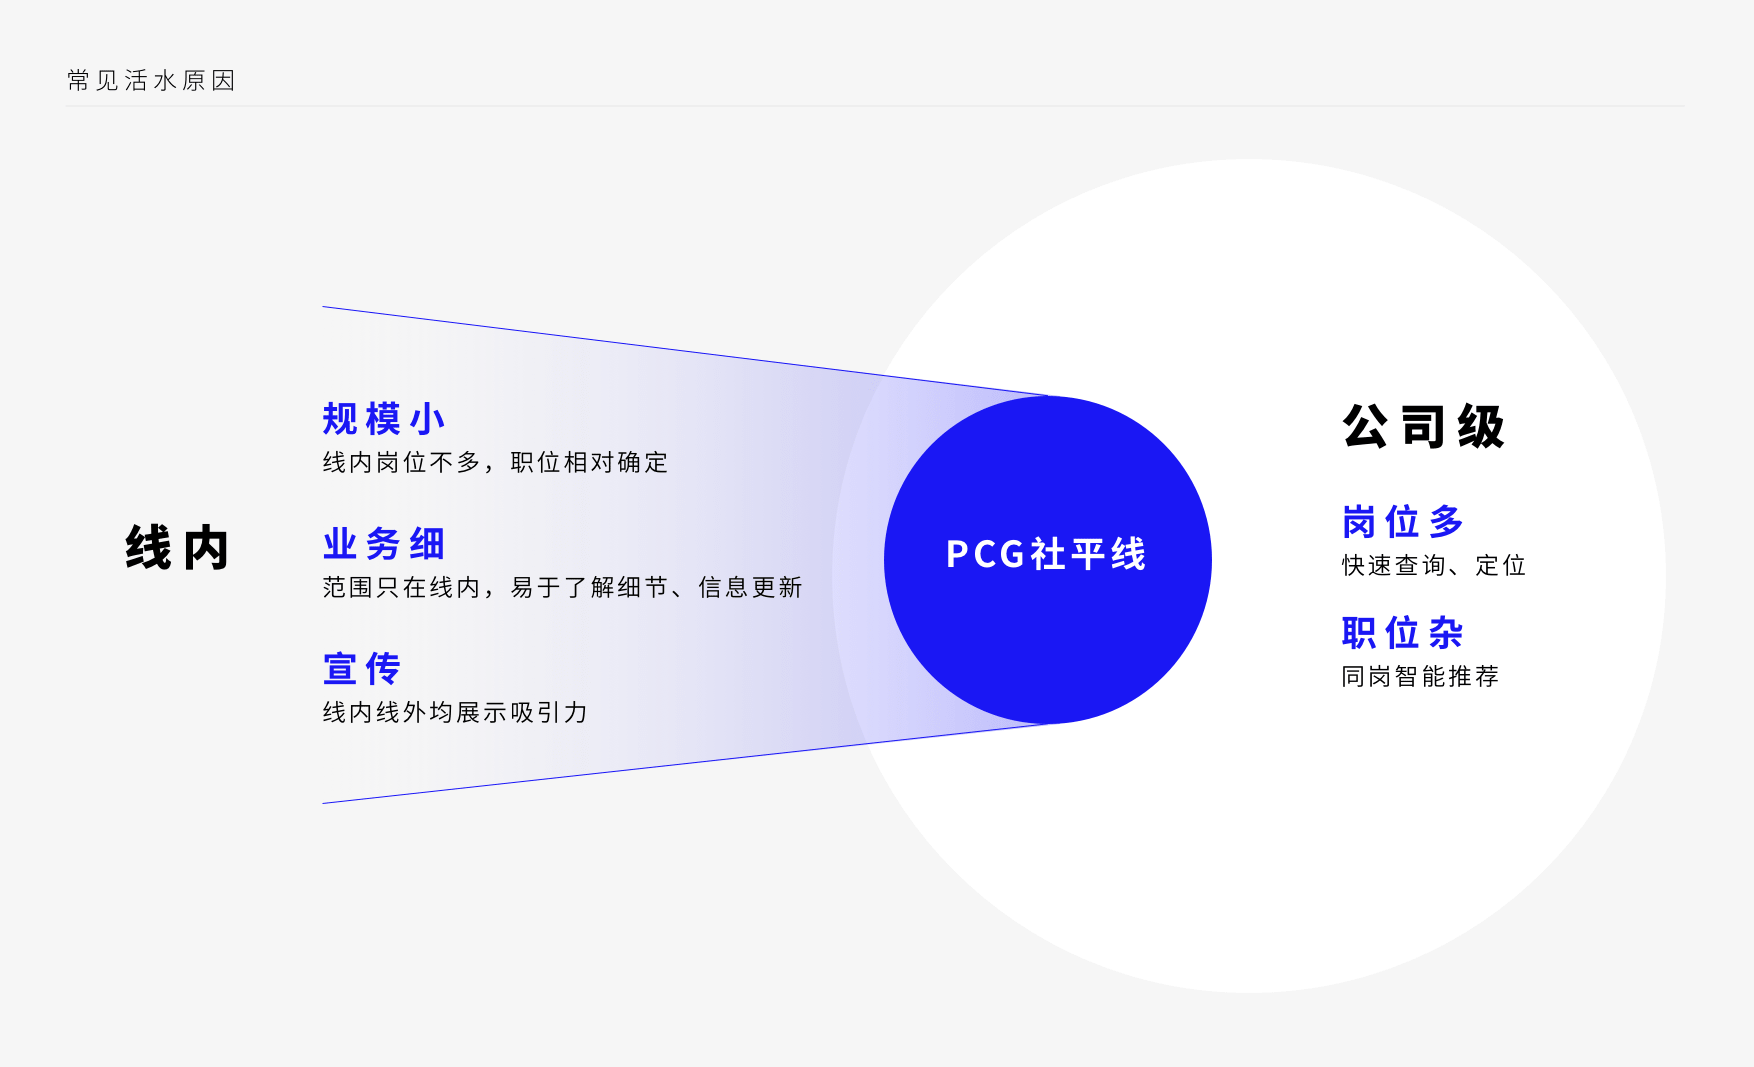 常见活水原因
线内
规模小
线内岗位不多，职位相对确定
业务细
范围只在线内，易于了解细节、信息更新
宣传
线内线外均展示吸引力
PCG社平线
公司级
岗位多
快速查询、定位
职位杂
同岗智能推荐